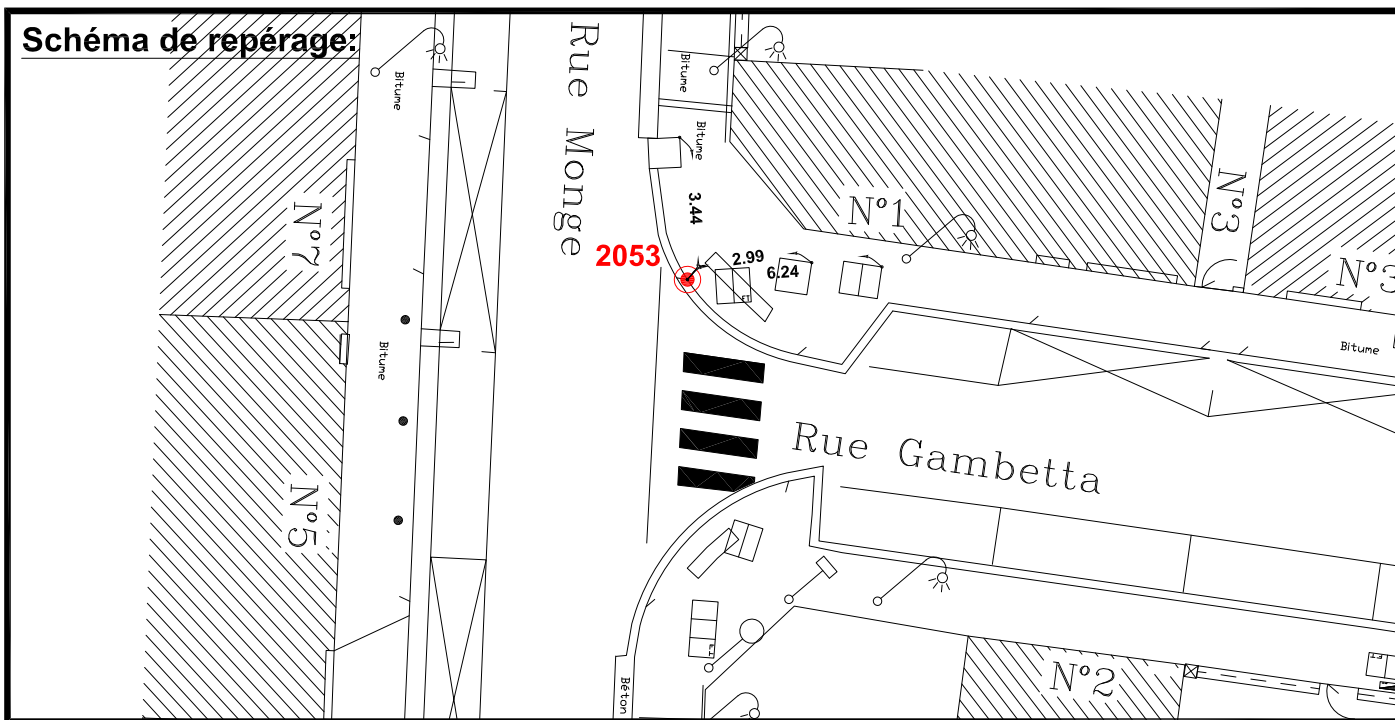 Schéma de repérage:
Rue Monge
Bitume
Bitume
Bitume
3.44
N°1
N°3
N°7
2053
2.99
6.24
N°3
Bitume
Bitume
Rue Gambetta
N°5
N°2
Béton